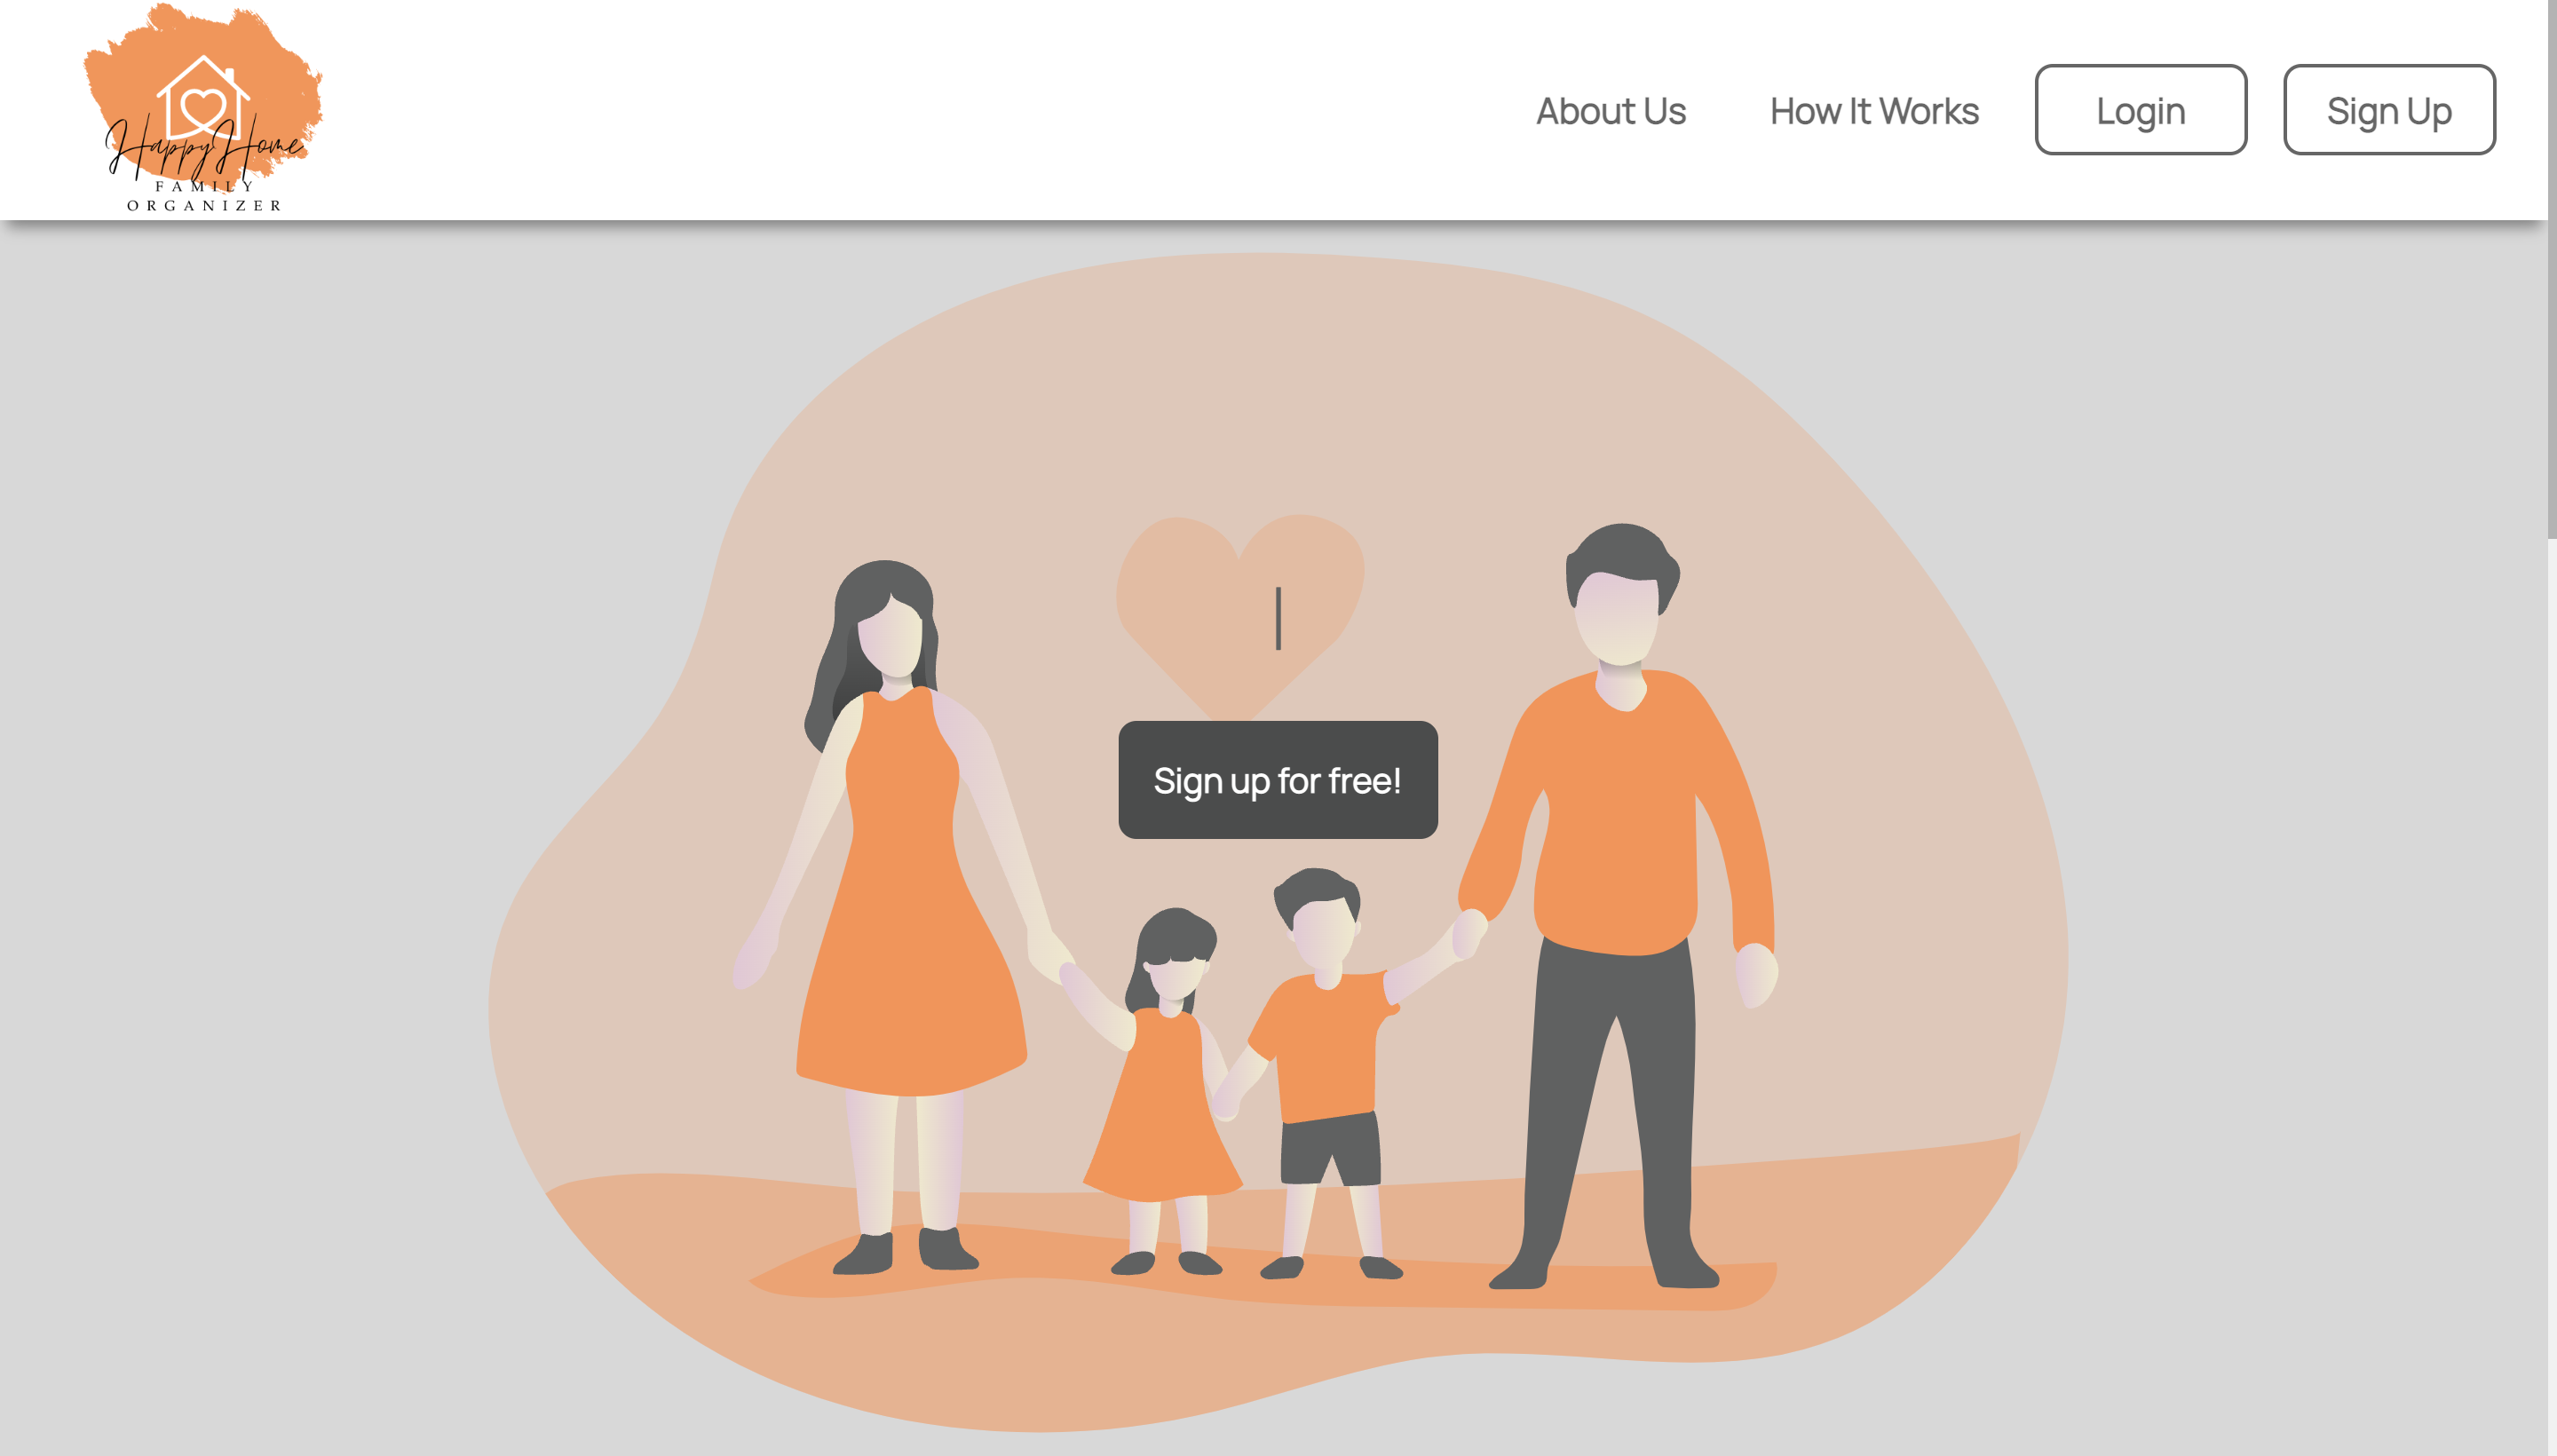 Happy Home
FAMILY
ORGANIZER
About Us
How It Works
Login
Sign Up
Sign up for free!